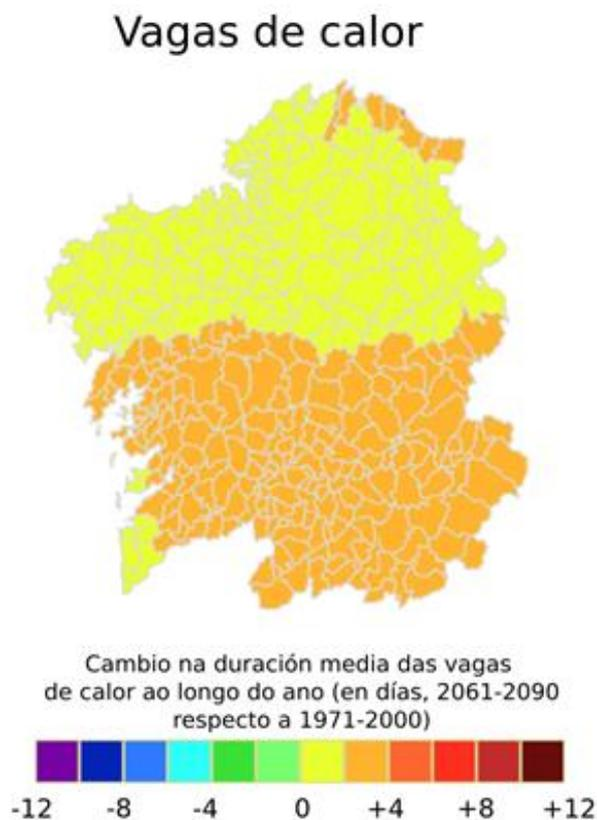 Vagas de calor
Cambio na duración media das vagas
de calor ao longo do ano (en días, 2061-2090
respecto a 1971-2000)
-12 -8 -4 0 +4 +8 +12